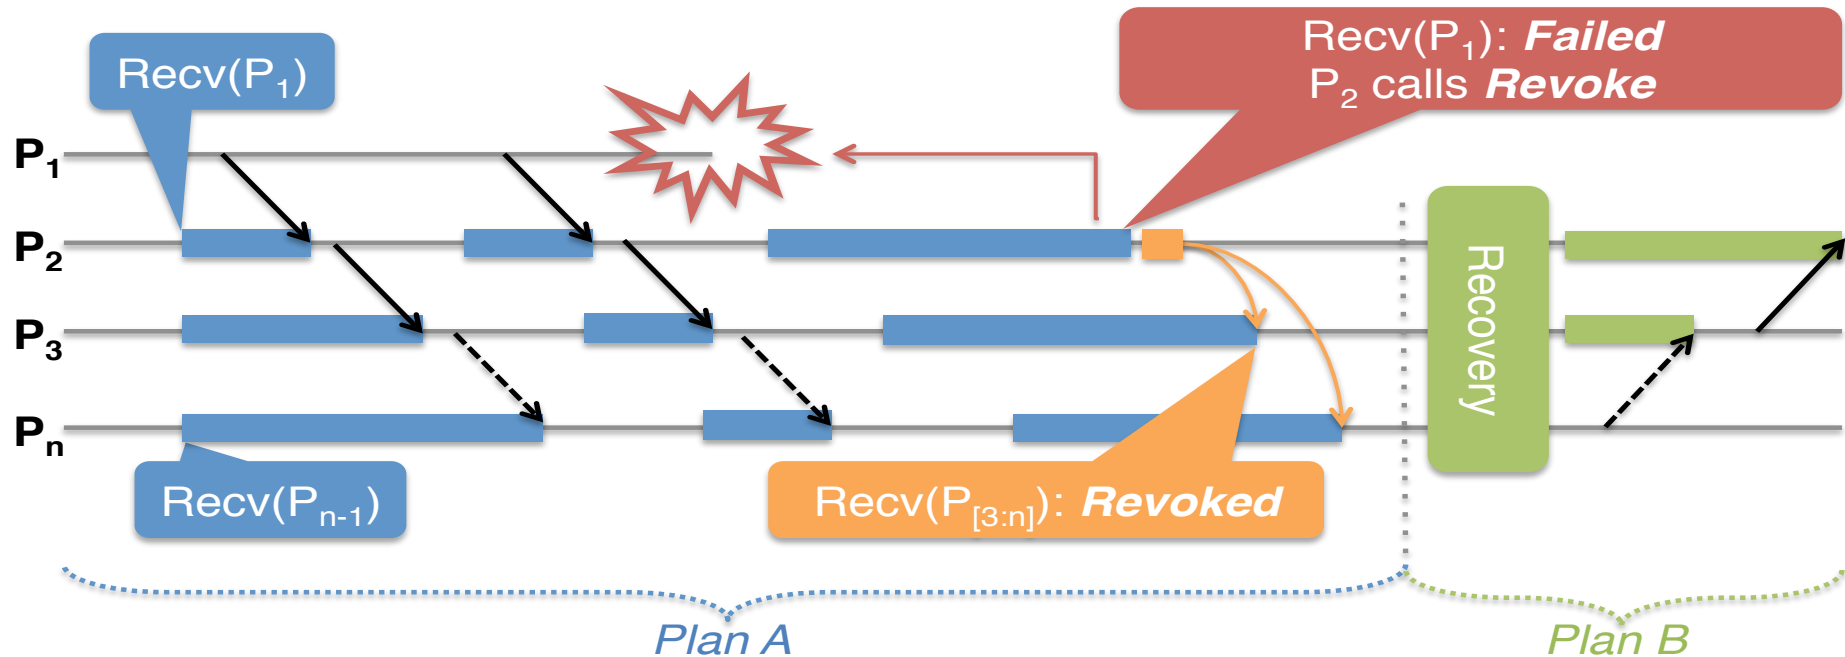 Recv(P1): Failed
P2 calls Revoke
Recv(P1)
P1
P2
P3
Pn
Recovery
Recv(Pn-1)
Recv(P[3:n]): Revoked
Plan A
Plan B